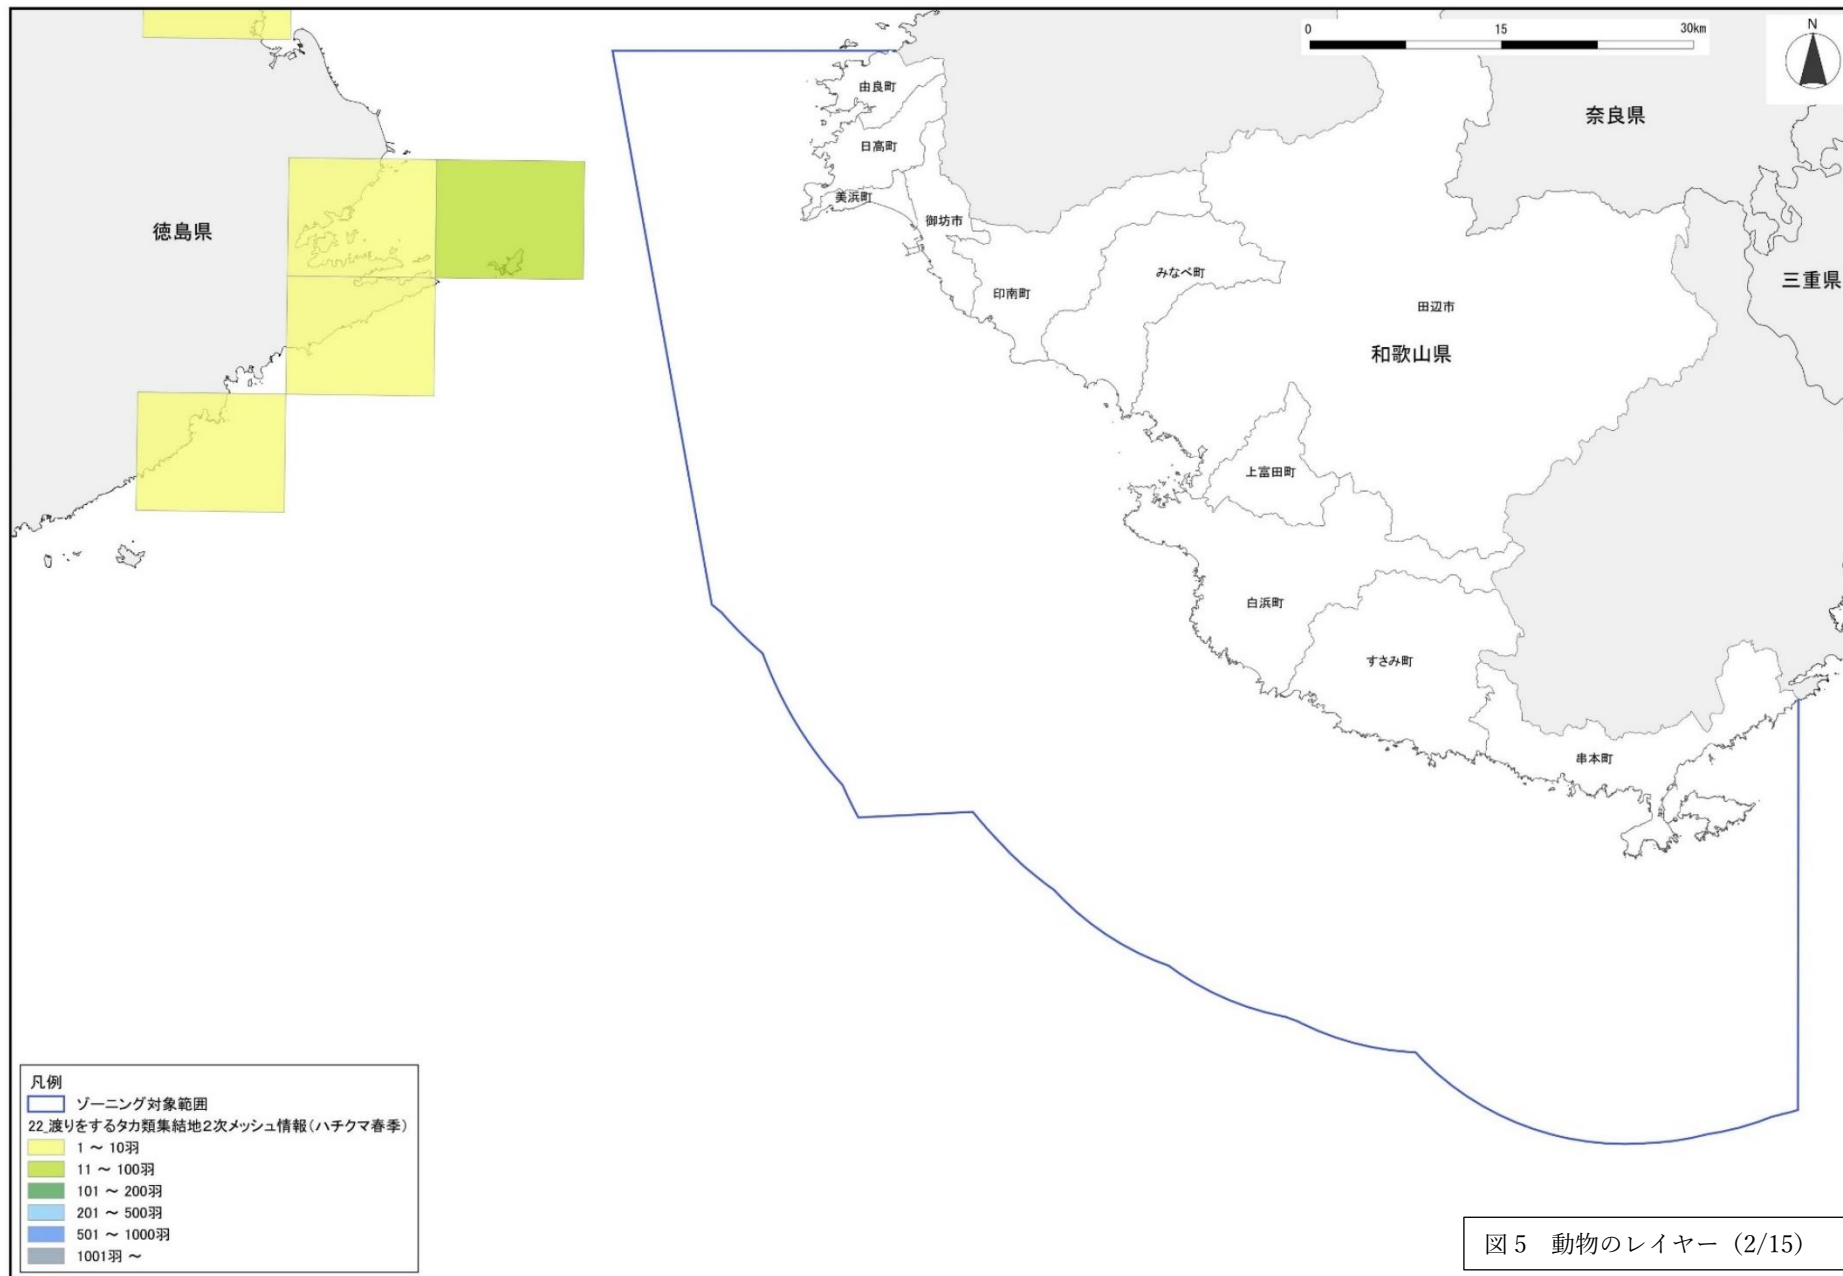 0 15 30km
N
由良町
奈良県
日高町
美浜町
徳島県
御坊市
みなべ町
三重県
印南町
田辺市
和歌山県
上富田町
白浜町
すさみ町
串本町
凡例
ゾーニング対象範囲
22_渡りをするタカ類集結地2次メッシュ情報(ハチクマ春季)
1 ～ 10羽
11 ～ 100羽
101 ～ 200羽
201 ～ 500羽
501 ～ 1000羽
1001羽 ～
図 5 動物のレイヤー (2/15)